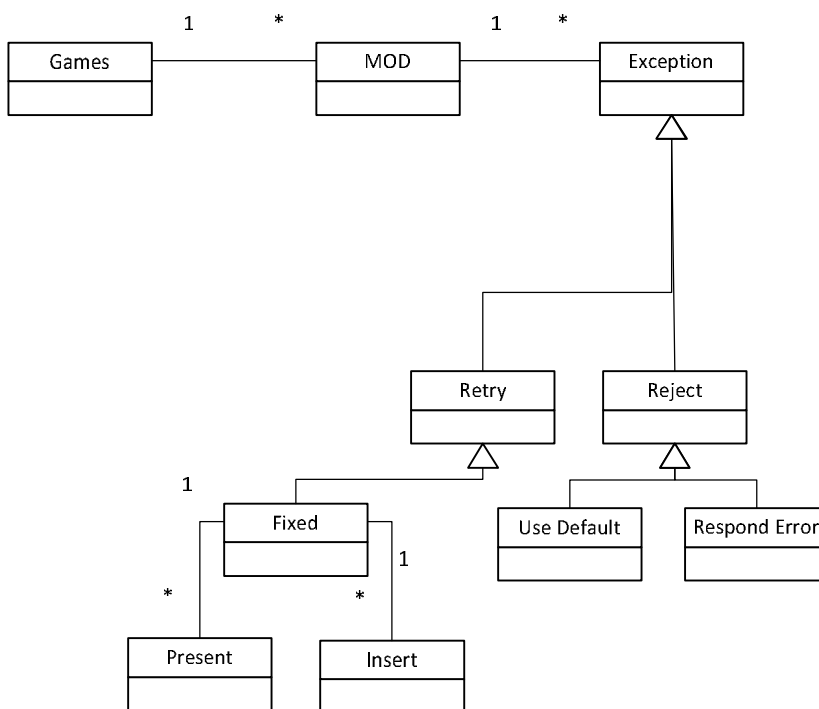 1 * 1 *
Games MOD Exception
Retry Reject
1
Fixed Use Default Respond Error
1
* *
Present Insert